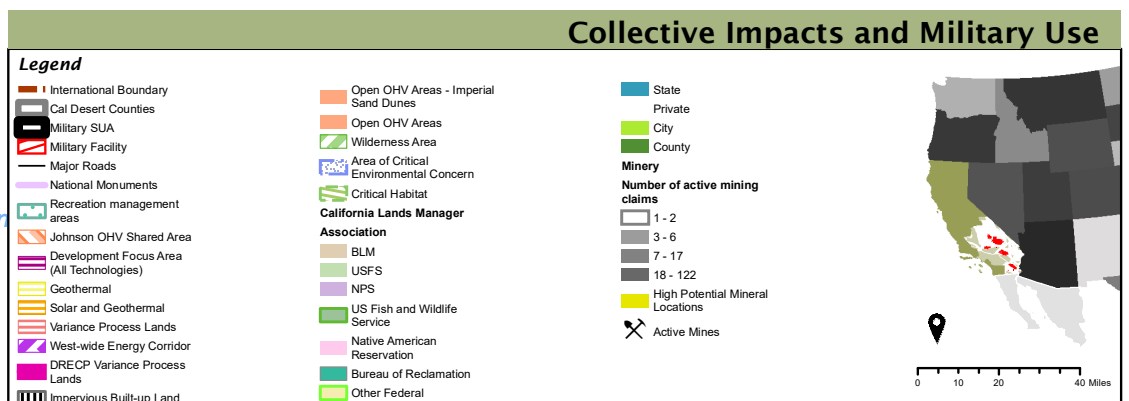 Collective Impacts and Military Use
Legend
International Boundary
Cal Desert Counties
Military SUA
Military Facility
Major Roads
National Monuments
Recreation management
areas
Johnson OHV Shared Area
Development Focus Area
(All Technologies)
Geothermal
Solar and Geothermal
Variance Process Lands
West-wide Energy Corridor
DRECP Variance Process
Lands
Impervious Built-up Land
Open OHV Areas - Imperial
Sand Dunes
Open OHV Areas
Wilderness Area
Area of Critical
Environmental Concern
Critical Habitat
California Lands Manager
Association
BLM
USFS
NPS
US Fish and Wildlife
Service
Native American
Reservation
Bureau of Reclamation
Other Federal
State
Private
City
County
Minery
Number of active mining
claims
1 - 2
3 - 6
7 - 17
18 - 122
High Potential Mineral
Locations
Active Mines
0 10 20 40 Miles